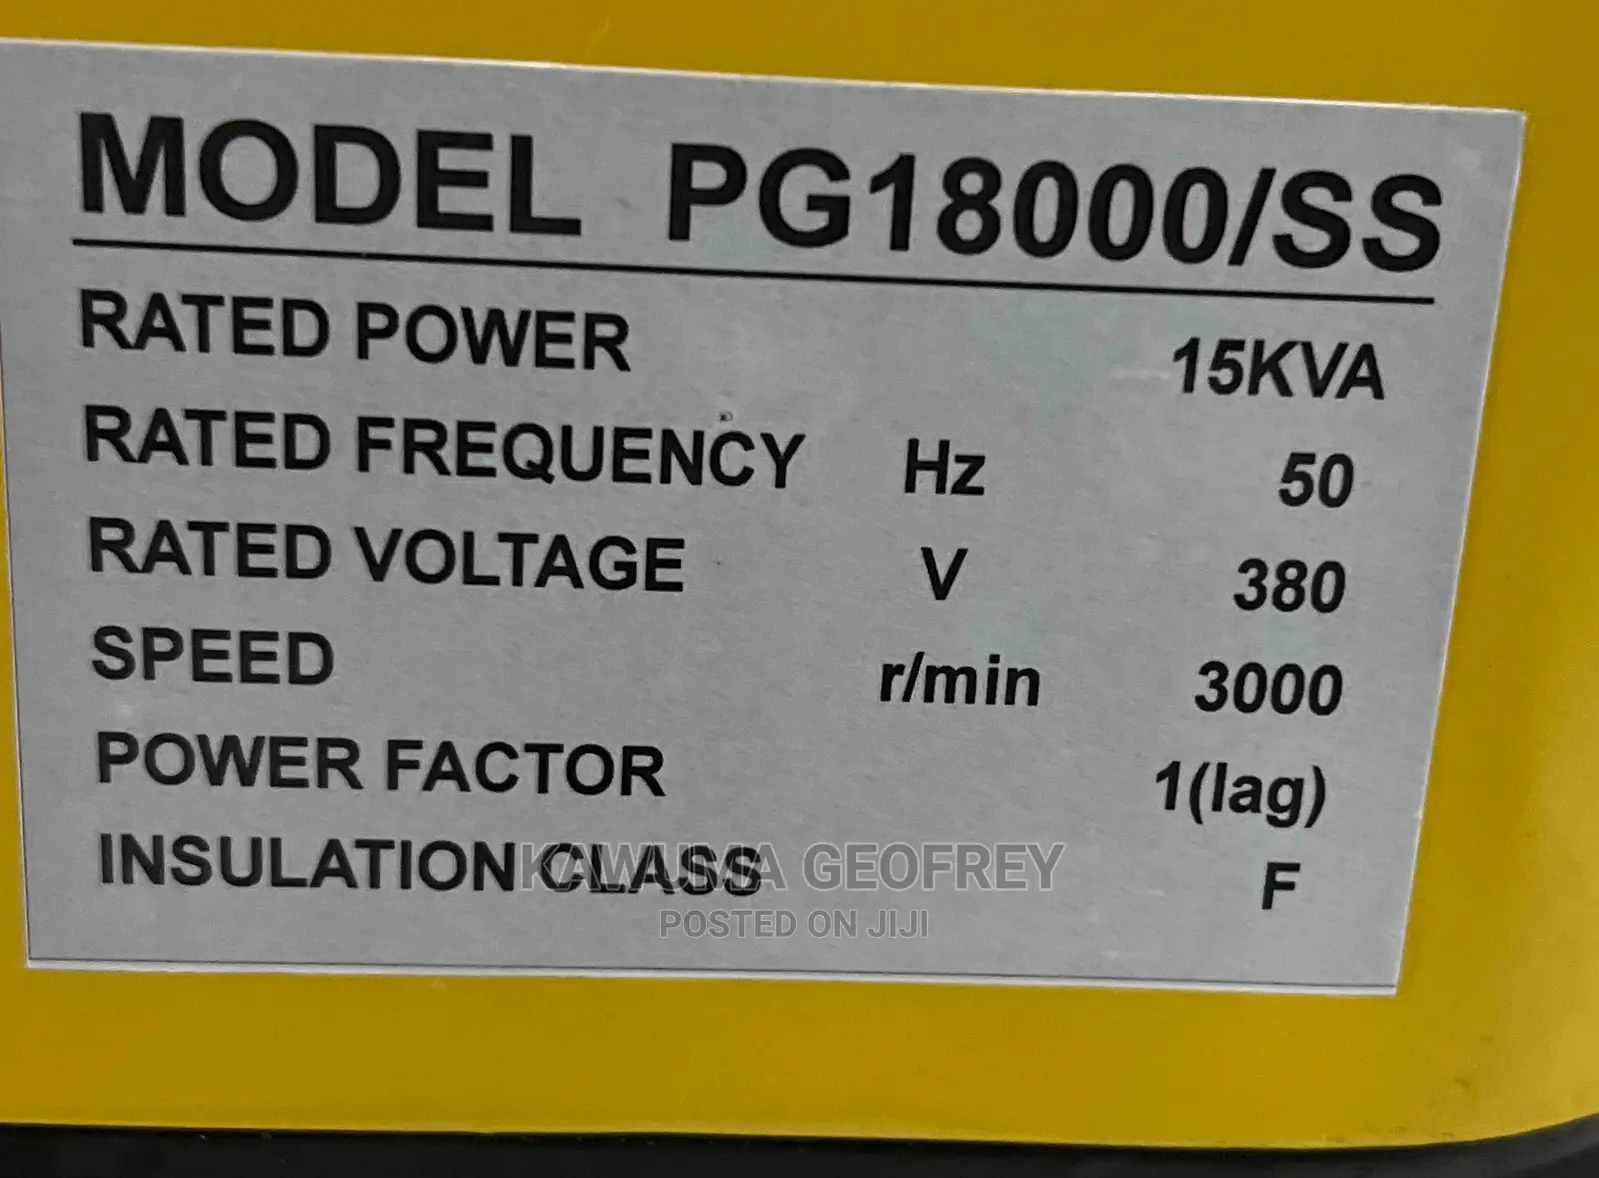 MODEL PG18000/SS
RATED POWER 15KVA
RATED FREQUENCY Hz 50
RATED VOLTAGE V 380
SPEED r/min 3000
POWER FACTOR 1(lag)
INSULATION CLASS F
GEOFREY
POSTED ON JIJI